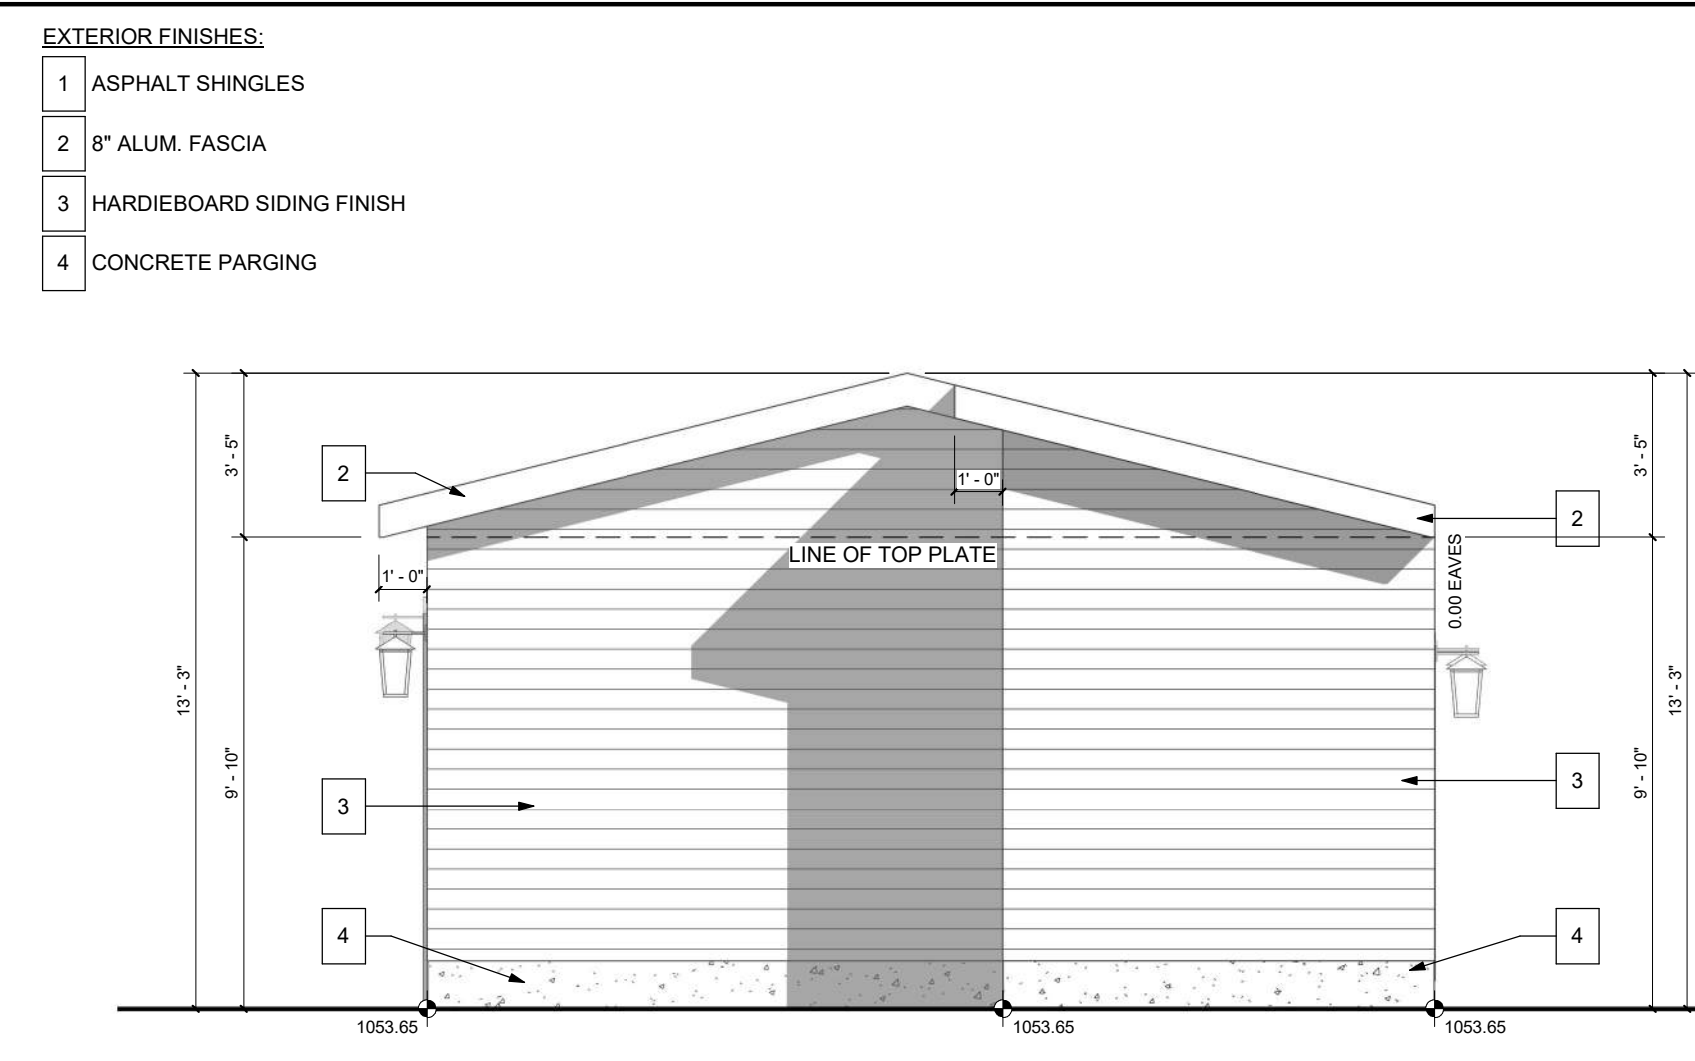 EXTERIOR FINISHES:
1 ASPHALT SHINGLES
2 8" ALUM. FASCIA
3 HARDIEBOARD SIDING FINISH
4 CONCRETE PARGING
3' - 5"
3' - 5"
2
1' - 0"
2
LINE OF TOP PLATE
0.00 EAVES
1' - 0"
13' - 3"
13' - 3"
9' - 10"
9' - 10"
3
3
4
4
1053.65
1053.65
1053.65